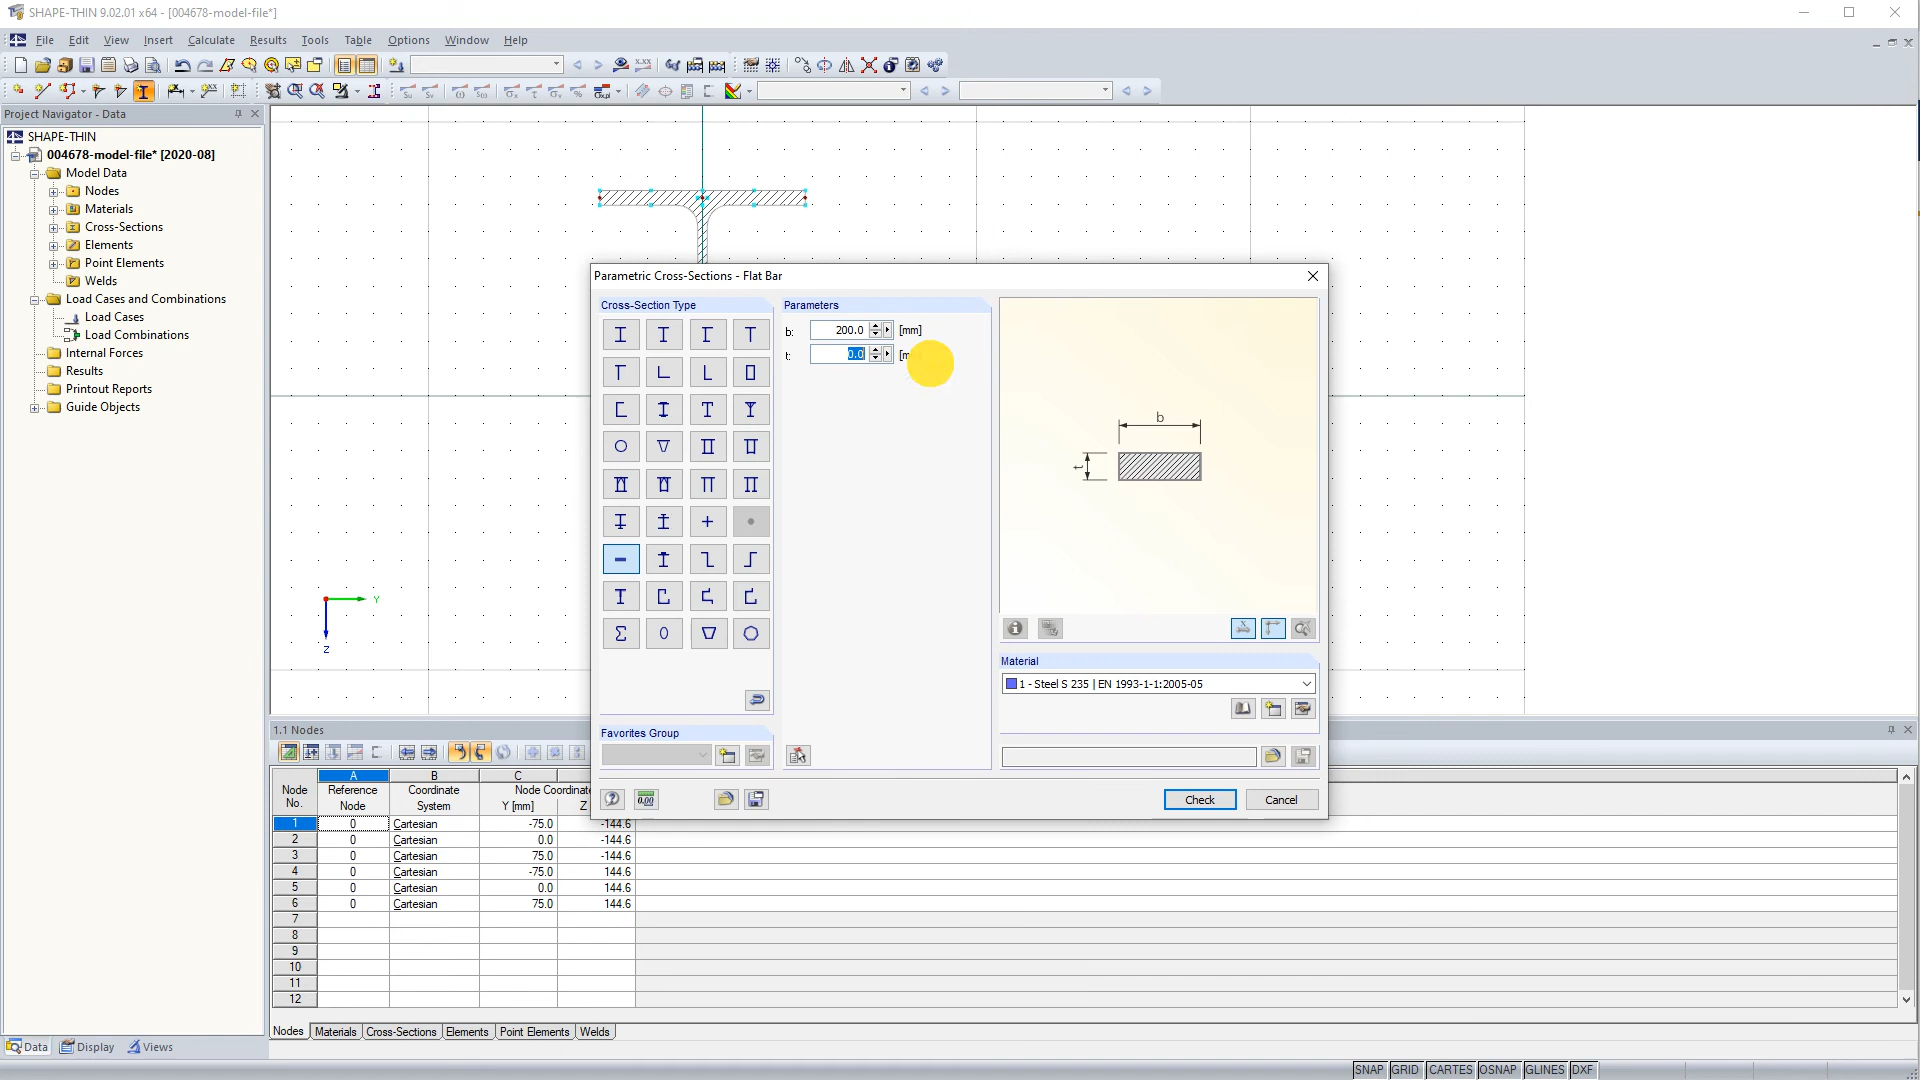 SHAPE-THIN 9.02.01 x64 - [004678-model-file*]
File Edit View Insert Calculate Results Tools Table Options Window Help
Project Navigator - Data
SHAPE-THIN
004678-model-file* [2020-08]
Model Data
Nodes
Materials
Cross-Sections
Elements
Point Elements
Welds
Load Cases and Combinations
Load Cases
Load Combinations
Internal Forces
Results
Printout Reports
Guide Objects
Y
Z
Parametric Cross-Sections - Flat Bar
Cross-Section Type
Parameters
b: 200.0 [mm]
t: 0.0
b
t
Material
1 - Steel S 235 | EN 1993-1-1:2005-05
Favorites Group
Check Cancel
1.1 Nodes
A B C
Node No. Reference Node Coordinate System Node Coordinate
Y [mm] Z
1 0 Cartesian -75.0 -144.6
2 0 Cartesian 0.0 -144.6
3 0 Cartesian 75.0 -144.6
4 0 Cartesian -75.0 144.6
5 0 Cartesian 0.0 144.6
6 0 Cartesian 75.0 144.6
7
8
9
10
11
12
Nodes Materials Cross-Sections Elements Point Elements Welds
Data Display Views
SNAP GRID CARTES OSNAP GLINES DXF